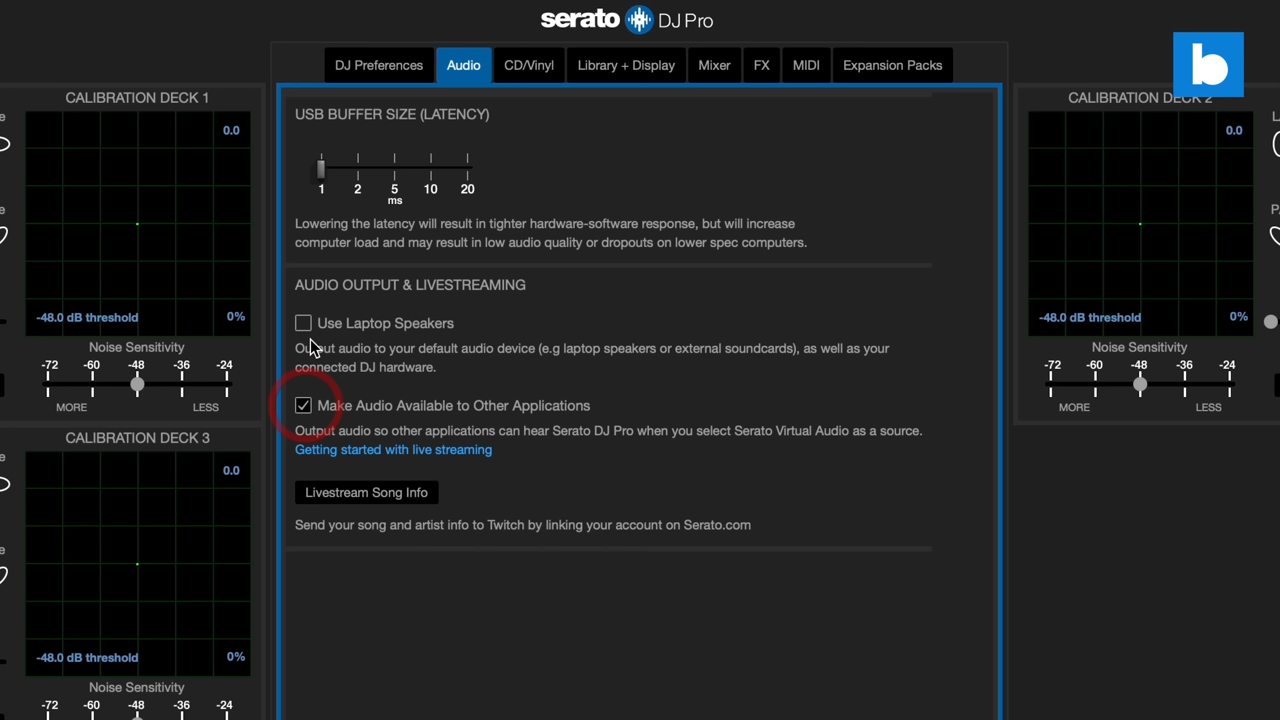 serato DJ Pro
DJ Preferences
Audio
CD/Vinyl
Library + Display
Mixer
FX
MIDI
Expansion Packs
b
CALIBRATION DECK 1
0.0
-48.0 dB threshold
0%
Noise Sensitivity
-72 -60 -48 -36 -24
MORE LESS
CALIBRATION DECK 3
0.0
-48.0 dB threshold
0%
Noise Sensitivity
-72 -60 -48 -36 -24
USB BUFFER SIZE (LATENCY)
1 2 5 10 20
ms
Lowering the latency will result in tighter hardware-software response, but will increase
computer load and may result in low audio quality or dropouts on lower spec computers.
AUDIO OUTPUT & LIVESTREAMING
Use Laptop Speakers
Output audio to your default audio device (e.g laptop speakers or external soundcards), as well as your
connected DJ hardware.
Make Audio Available to Other Applications
Output audio so other applications can hear Serato DJ Pro when you select Serato Virtual Audio as a source.
Getting started with live streaming
Livestream Song Info
Send your song and artist info to Twitch by linking your account on Serato.com
CALIBRATION DECK 2
0.0
-48.0 dB threshold
0%
Noise Sensitivity
-72 -60 -48 -36 -24
MORE LESS